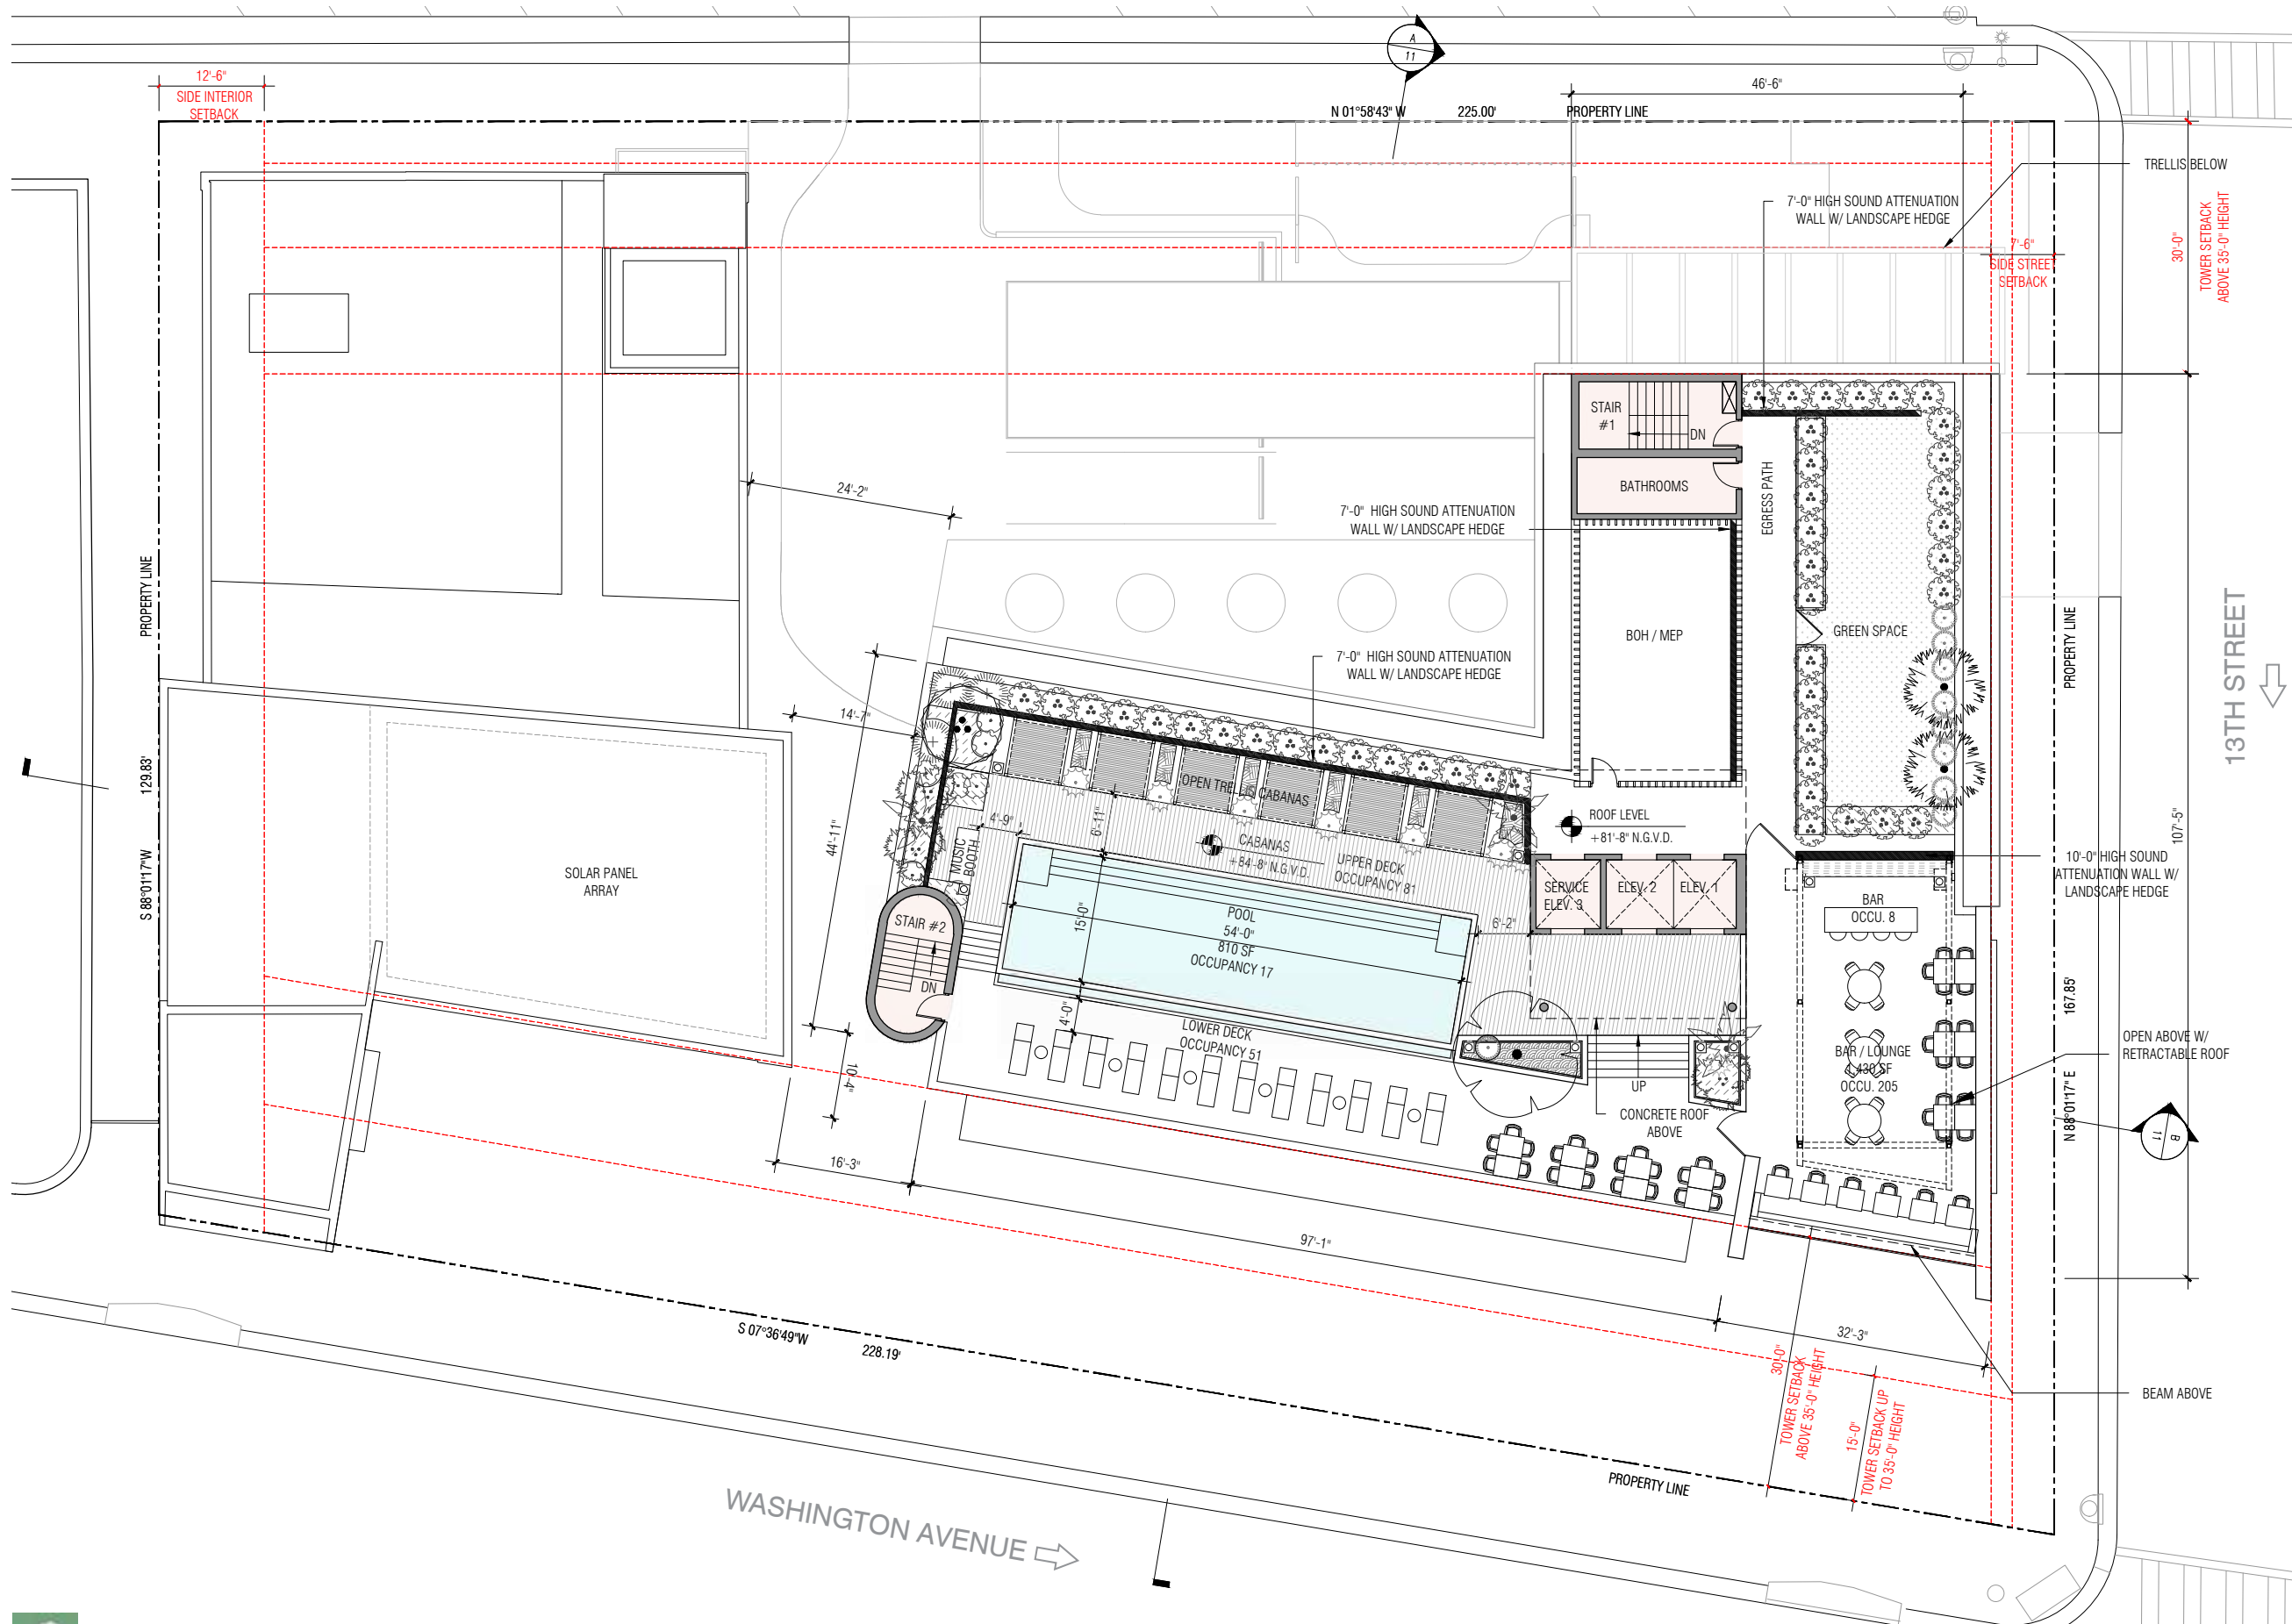 12'-6"
SIDE INTERIOR
SETBACK
A
11
N 01°58'43" W 225.00' PROPERTY LINE
46'-6"
TRELLIS BELOW
7'-0" HIGH SOUND ATTENUATION
WALL W/ LANDSCAPE HEDGE
30'-0"
TOWER SETBACK
ABOVE 35'-0" HEIGHT
7'-6"
SIDE STREET
SETBACK
STAIR
#1
DN
BATHROOMS
EGRESS PATH
24'-2"
7'-0" HIGH SOUND ATTENUATION
WALL W/ LANDSCAPE HEDGE
BOH / MEP
GREEN SPACE
PROPERTY LINE
PROPERTY LINE
13TH STREET
7'-0" HIGH SOUND ATTENUATION
WALL W/ LANDSCAPE HEDGE
14'-7"
44'-11"
OPEN TRELLIS CABANAS
6'-11"
4'-9"
MUSIC
BOOTH
CABANAS
+84'-8" N.G.V.D.
UPPER DECK
OCCUPANCY 81
ROOF LEVEL
+81'-8" N.G.V.D.
129.83'
S 88°01'17"W
SOLAR PANEL
ARRAY
107'-5"
10'-0" HIGH SOUND
ATTENUATION WALL W/
LANDSCAPE HEDGE
SERVICE
ELEV. 3
ELEV. 2
ELEV. 1
BAR
OCCU. 8
STAIR #2
DN
15'-0"
POOL
54'-0"
810 SF
OCCUPANCY 17
6'-2"
4'-0"
LOWER DECK
OCCUPANCY 51
10'-4"
167.85'
N 88°01'17" E
OPEN ABOVE W/
RETRACTABLE ROOF
BAR / LOUNGE
1,430 SF
OCCU. 205
UP
CONCRETE ROOF
ABOVE
B
11
16'-3"
97'-1"
32'-3"
S 07°36'49"W 228.19'
30'-0"
TOWER SETBACK
ABOVE 35'-0" HEIGHT
15'-0"
TOWER SETBACK UP
TO 35'-0" HEIGHT
BEAM ABOVE
PROPERTY LINE
WASHINGTON AVENUE